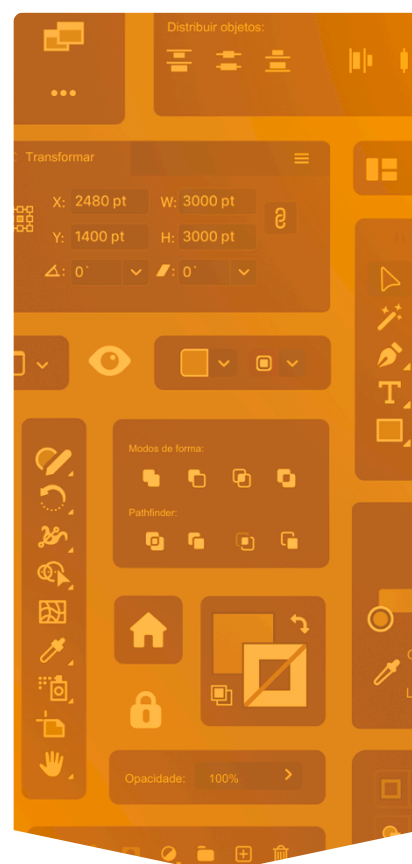 Distribuir objetos:
Transformar
X: 2480 pt W: 3000 pt
Y: 1400 pt H: 3000 pt
: 0° : 0°
Modos de forma:
Pathfinder:
Opacidade: 100%